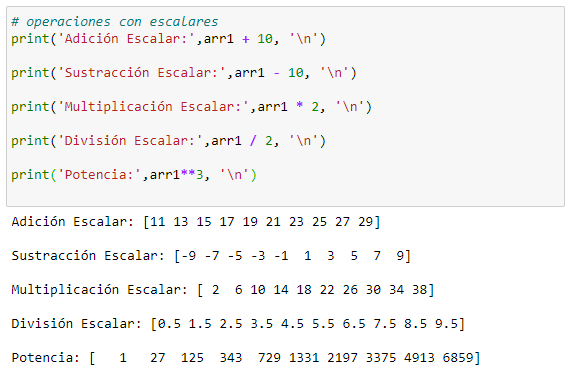 # operaciones con escalares
print('Adición Escalar:',arr1 + 10, '\n')
print('Sustracción Escalar:',arr1 - 10, '\n')
print('Multiplicación Escalar:',arr1 * 2, '\n')
print('División Escalar:',arr1 / 2, '\n')
print('Potencia:',arr1**3, '\n')
Adición Escalar: [11 13 15 17 19 21 23 25 27 29]
Sustracción Escalar: [-9 -7 -5 -3 -1  1  3  5  7  9]
Multiplicación Escalar: [ 2  6 10 14 18 22 26 30 34 38]
División Escalar: [0.5 1.5 2.5 3.5 4.5 5.5 6.5 7.5 8.5 9.5]
Potencia: [   1   27  125  343  729 1331 2197 3375 4913 6859]